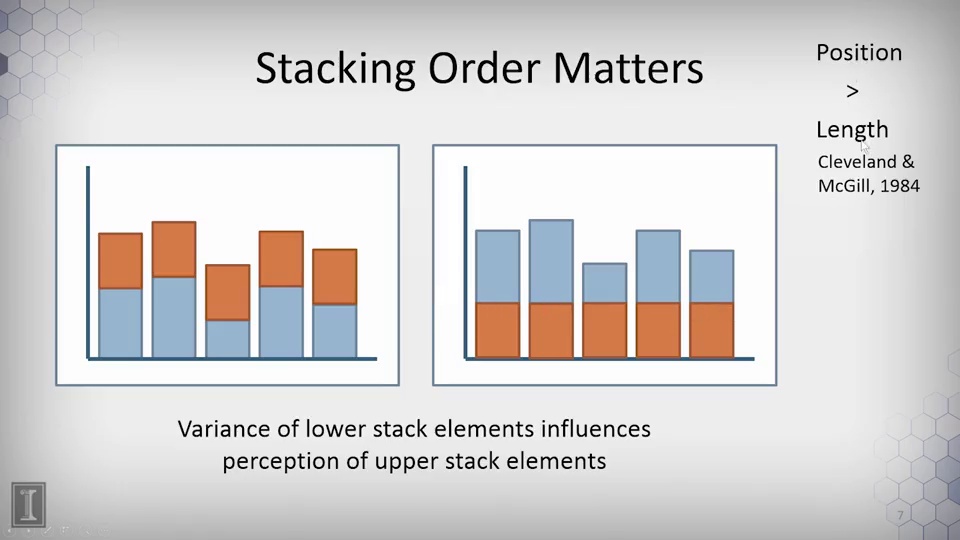 Stacking Order Matters
Position
>
Length
Cleveland &
McGill, 1984
Variance of lower stack elements influences
perception of upper stack elements
I
7